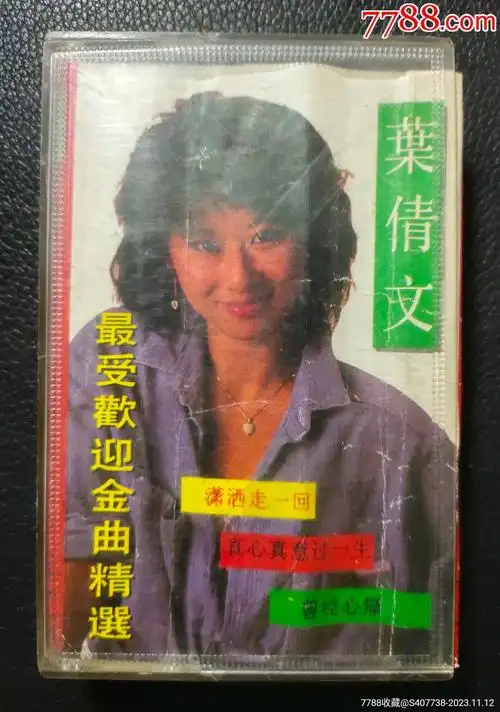 7788.com
葉倩文
最受歡迎金曲精選
潇洒走一回
真心真意过一生
曾经心痛
7788收藏@S407738-2023.11.12